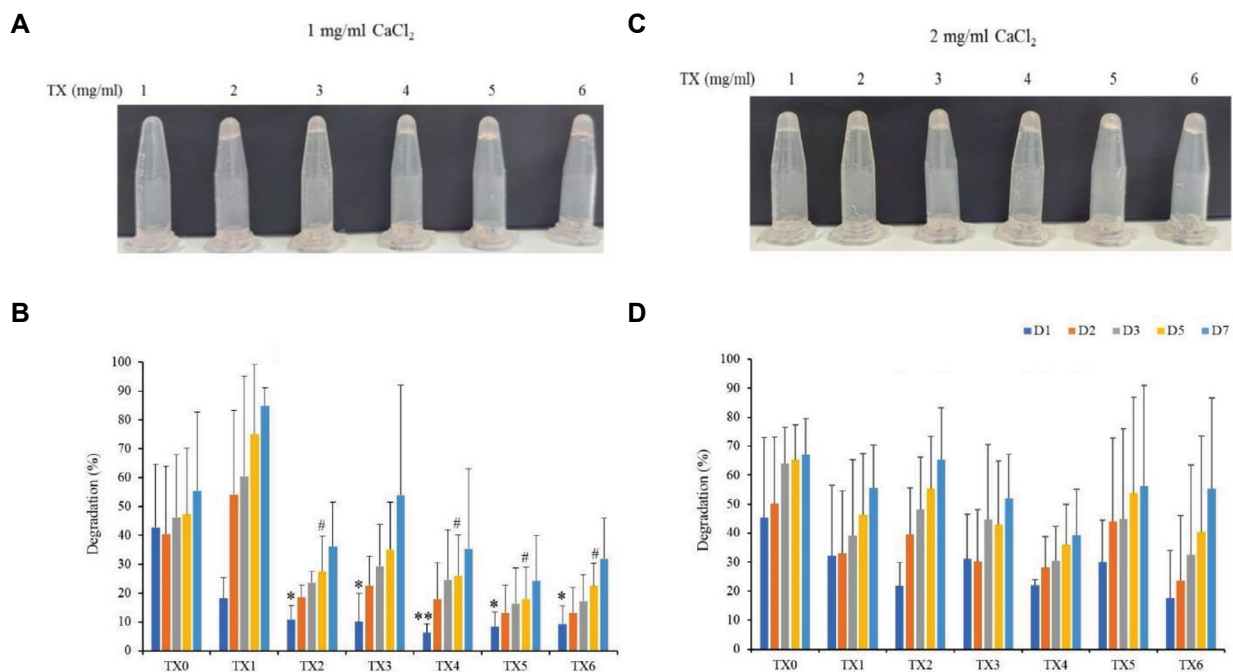 A
1 mg/ml CaCl₂
TX (mg/ml) 1 2 3 4 5 6
C
2 mg/ml CaCl₂
TX (mg/ml) 1 2 3 4 5 6
B
100
90
80
70
60
50
40
30
20
10
0
Degradation (%)
* # * ** # * # * #
TX0 TX1 TX2 TX3 TX4 TX5 TX6
D
D1 D2 D3 D5 D7
100
90
80
70
60
50
40
30
20
10
0
Degradation (%)
TX0 TX1 TX2 TX3 TX4 TX5 TX6